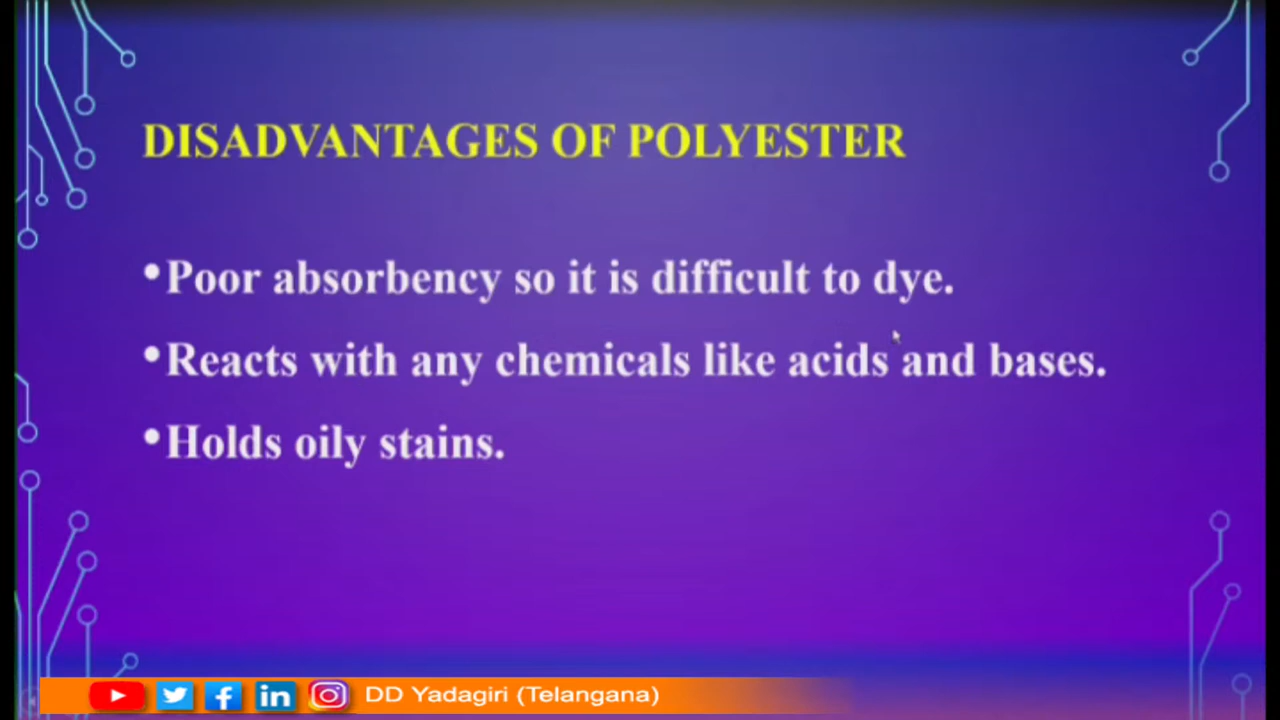 DISADVANTAGES OF POLYESTER
•Poor absorbency so it is difficult to dye.
•Reacts with any chemicals like acids and bases.
•Holds oily stains.
DD Yadagiri (Telangana)